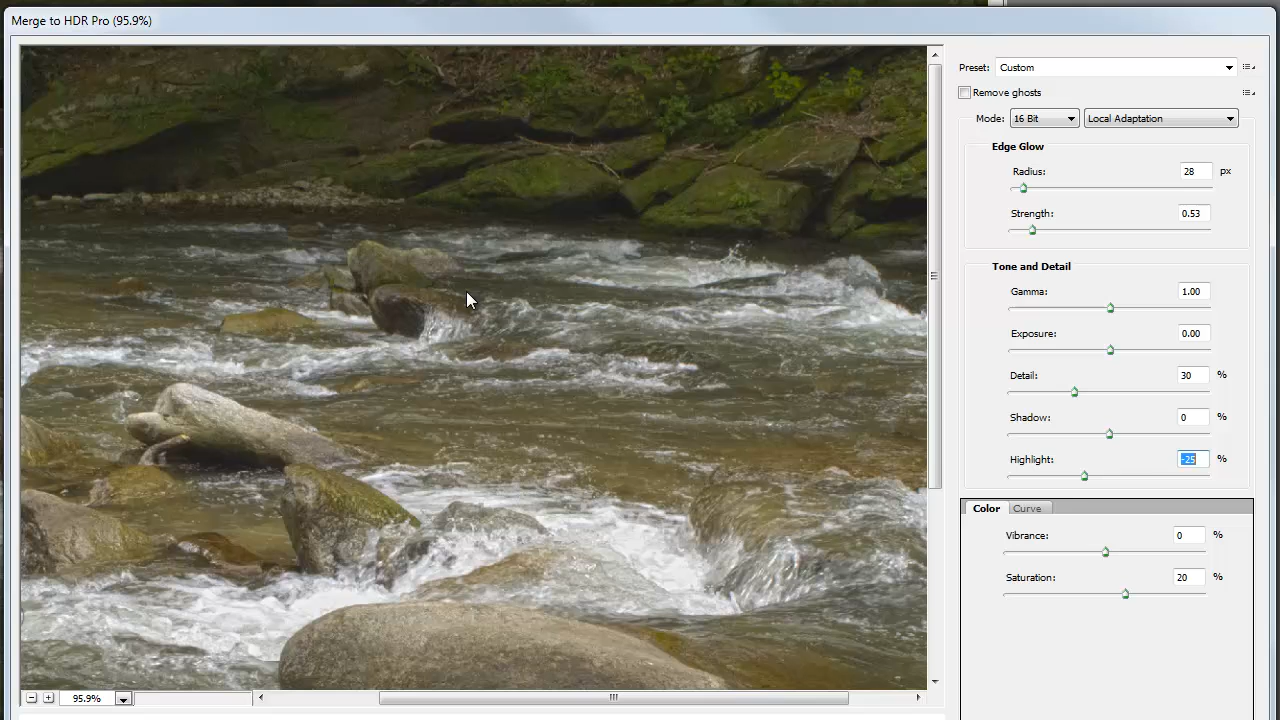 Merge to HDR Pro (95.9%)
Preset: Custom
Remove ghosts
Mode: 16 Bit Local Adaptation
Edge Glow
Radius: 28 px
Strength: 0.53
Tone and Detail
Gamma: 1.00
Exposure: 0.00
Detail: 30 %
Shadow: 0 %
Highlight: -25 %
Color Curve
Vibrance: 0 %
Saturation: 20 %
95.9%